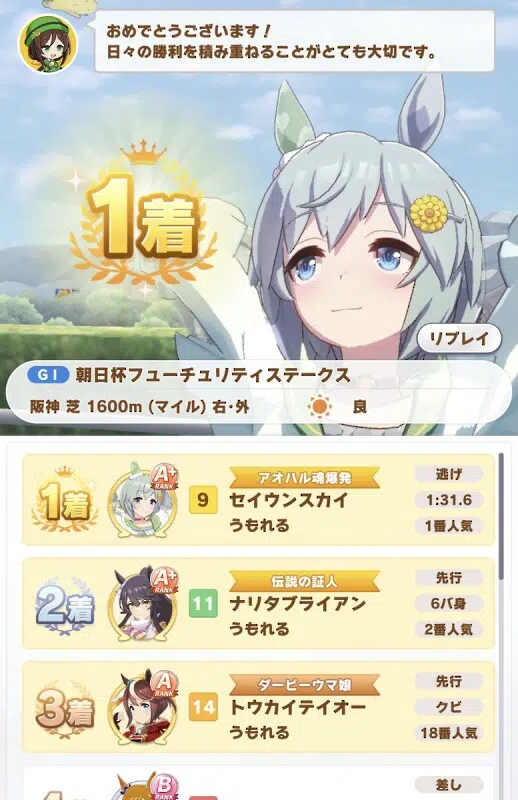 おめでとうございます！
日々の勝利を積み重ねることがとても大切です。
1着
リプレイ
GⅠ 朝日杯フューチュリティステークス
阪神 芝 1600m (マイル) 右･外 良
1着 A+ RANK 9 アオハル魂爆発 逃げ
セイウンスカイ 1:31.6
うもれる 1番人気
2着 A+ RANK 11 伝説の証人 先行
ナリタブライアン 6バ身
うもれる 2番人気
3着 A RANK 14 ダービーウマ娘 先行
トウカイテイオー クビ
うもれる 18番人気
B RANK 差し